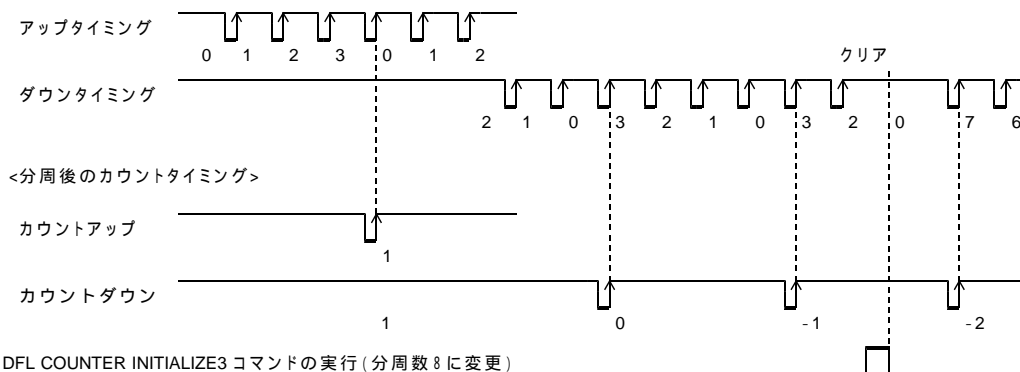 アップタイミング
0 1 2 3 0 1 2
クリア
ダウンタイミング
2 1 0 3 2 1 0 3 2 0 7 6
<分周後のカウントタイミング>
カウントアップ
1
カウントダウン
1 0 -1 -2
DFL COUNTER INITIALIZE3 コマンドの実行(分周数8に変更)